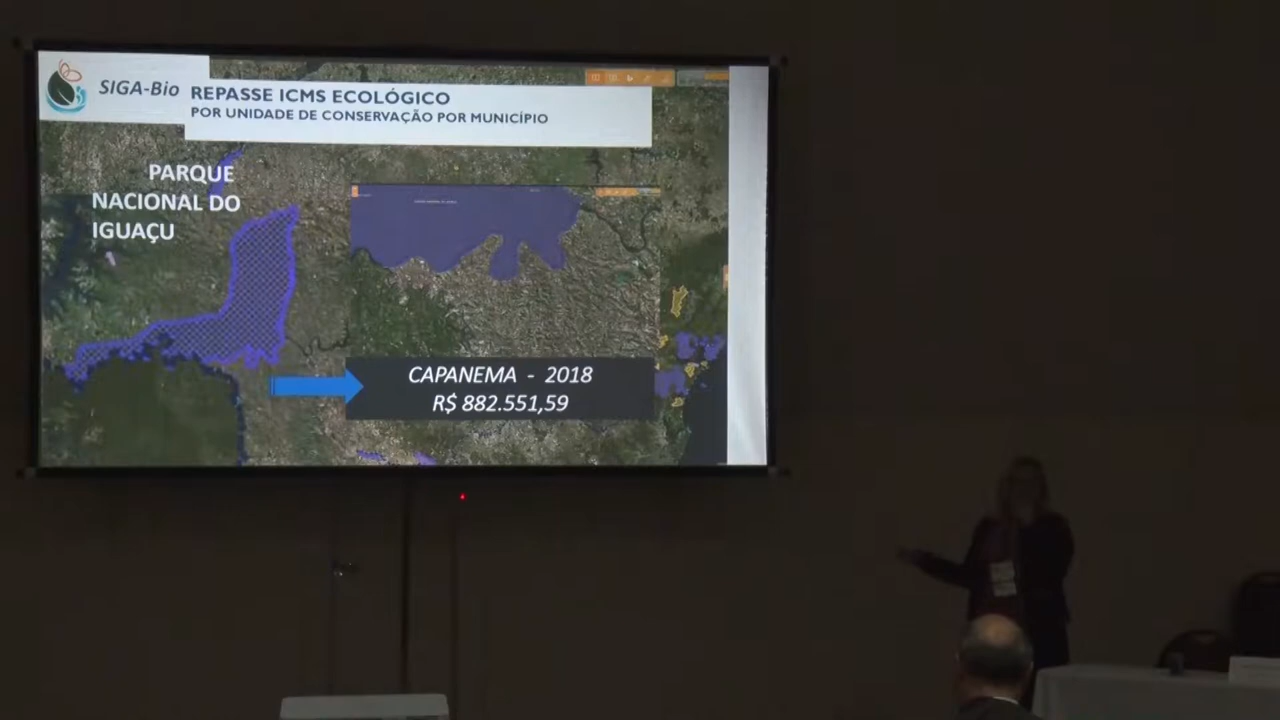 SIGA-Bio
REPASSE ICMS ECOLÓGICO
POR UNIDADE DE CONSERVAÇÃO POR MUNICÍPIO
PARQUE
NACIONAL DO
IGUAÇU
CAPANEMA - 2018
R$ 882.551,59